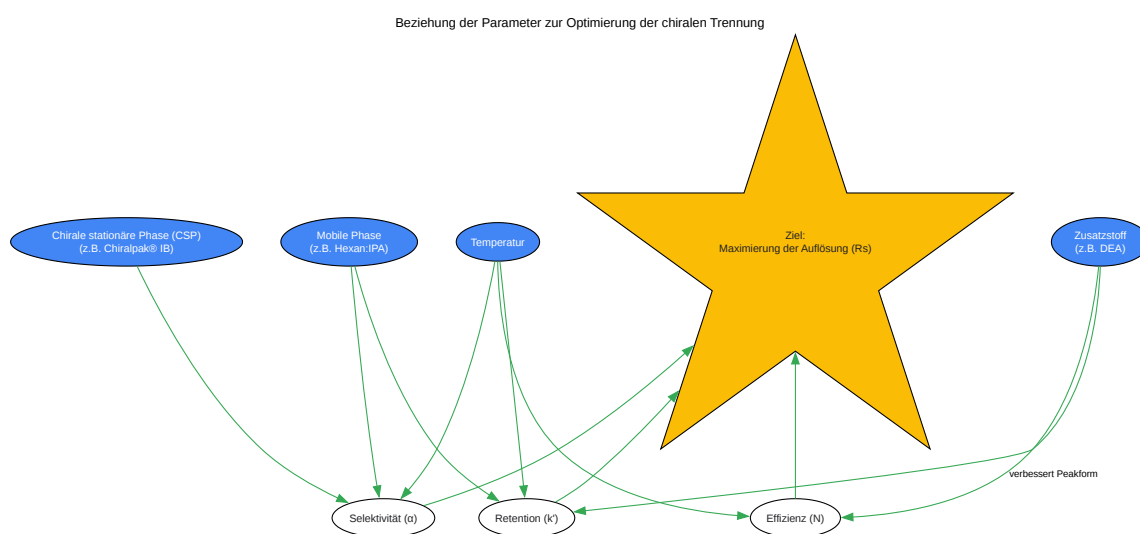 Beziehung der Parameter zur Optimierung der chiralen Trennung
Chirale stationäre Phase (CSP)
(z.B. Chiralpak® IB)
Mobile Phase
(z.B. Hexan:IPA)
Temperatur
Ziel:
Maximierung der Auflösung (Rs)
Zusatzstoff
(z.B. DEA)
verbessert Peakform
Selektivität (α)
Retention (k')
Effizienz (N)